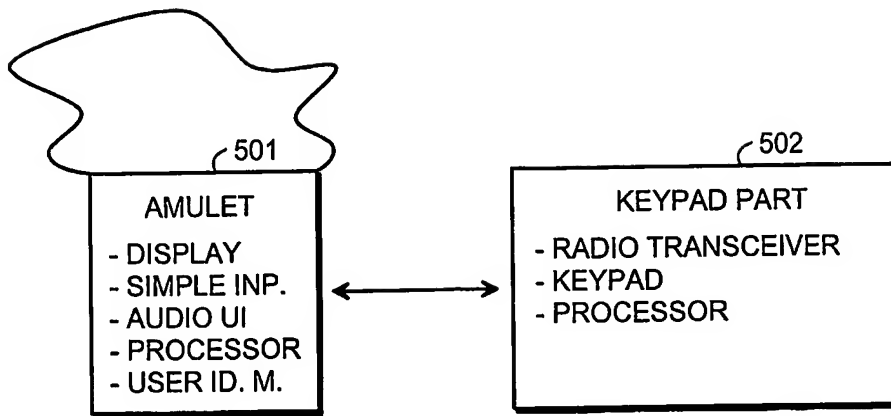 501
AMULET
- DISPLAY
- SIMPLE INP.
- AUDIO UI
- PROCESSOR
- USER ID. M.
502
KEYPAD PART
- RADIO TRANSCEIVER
- KEYPAD
- PROCESSOR